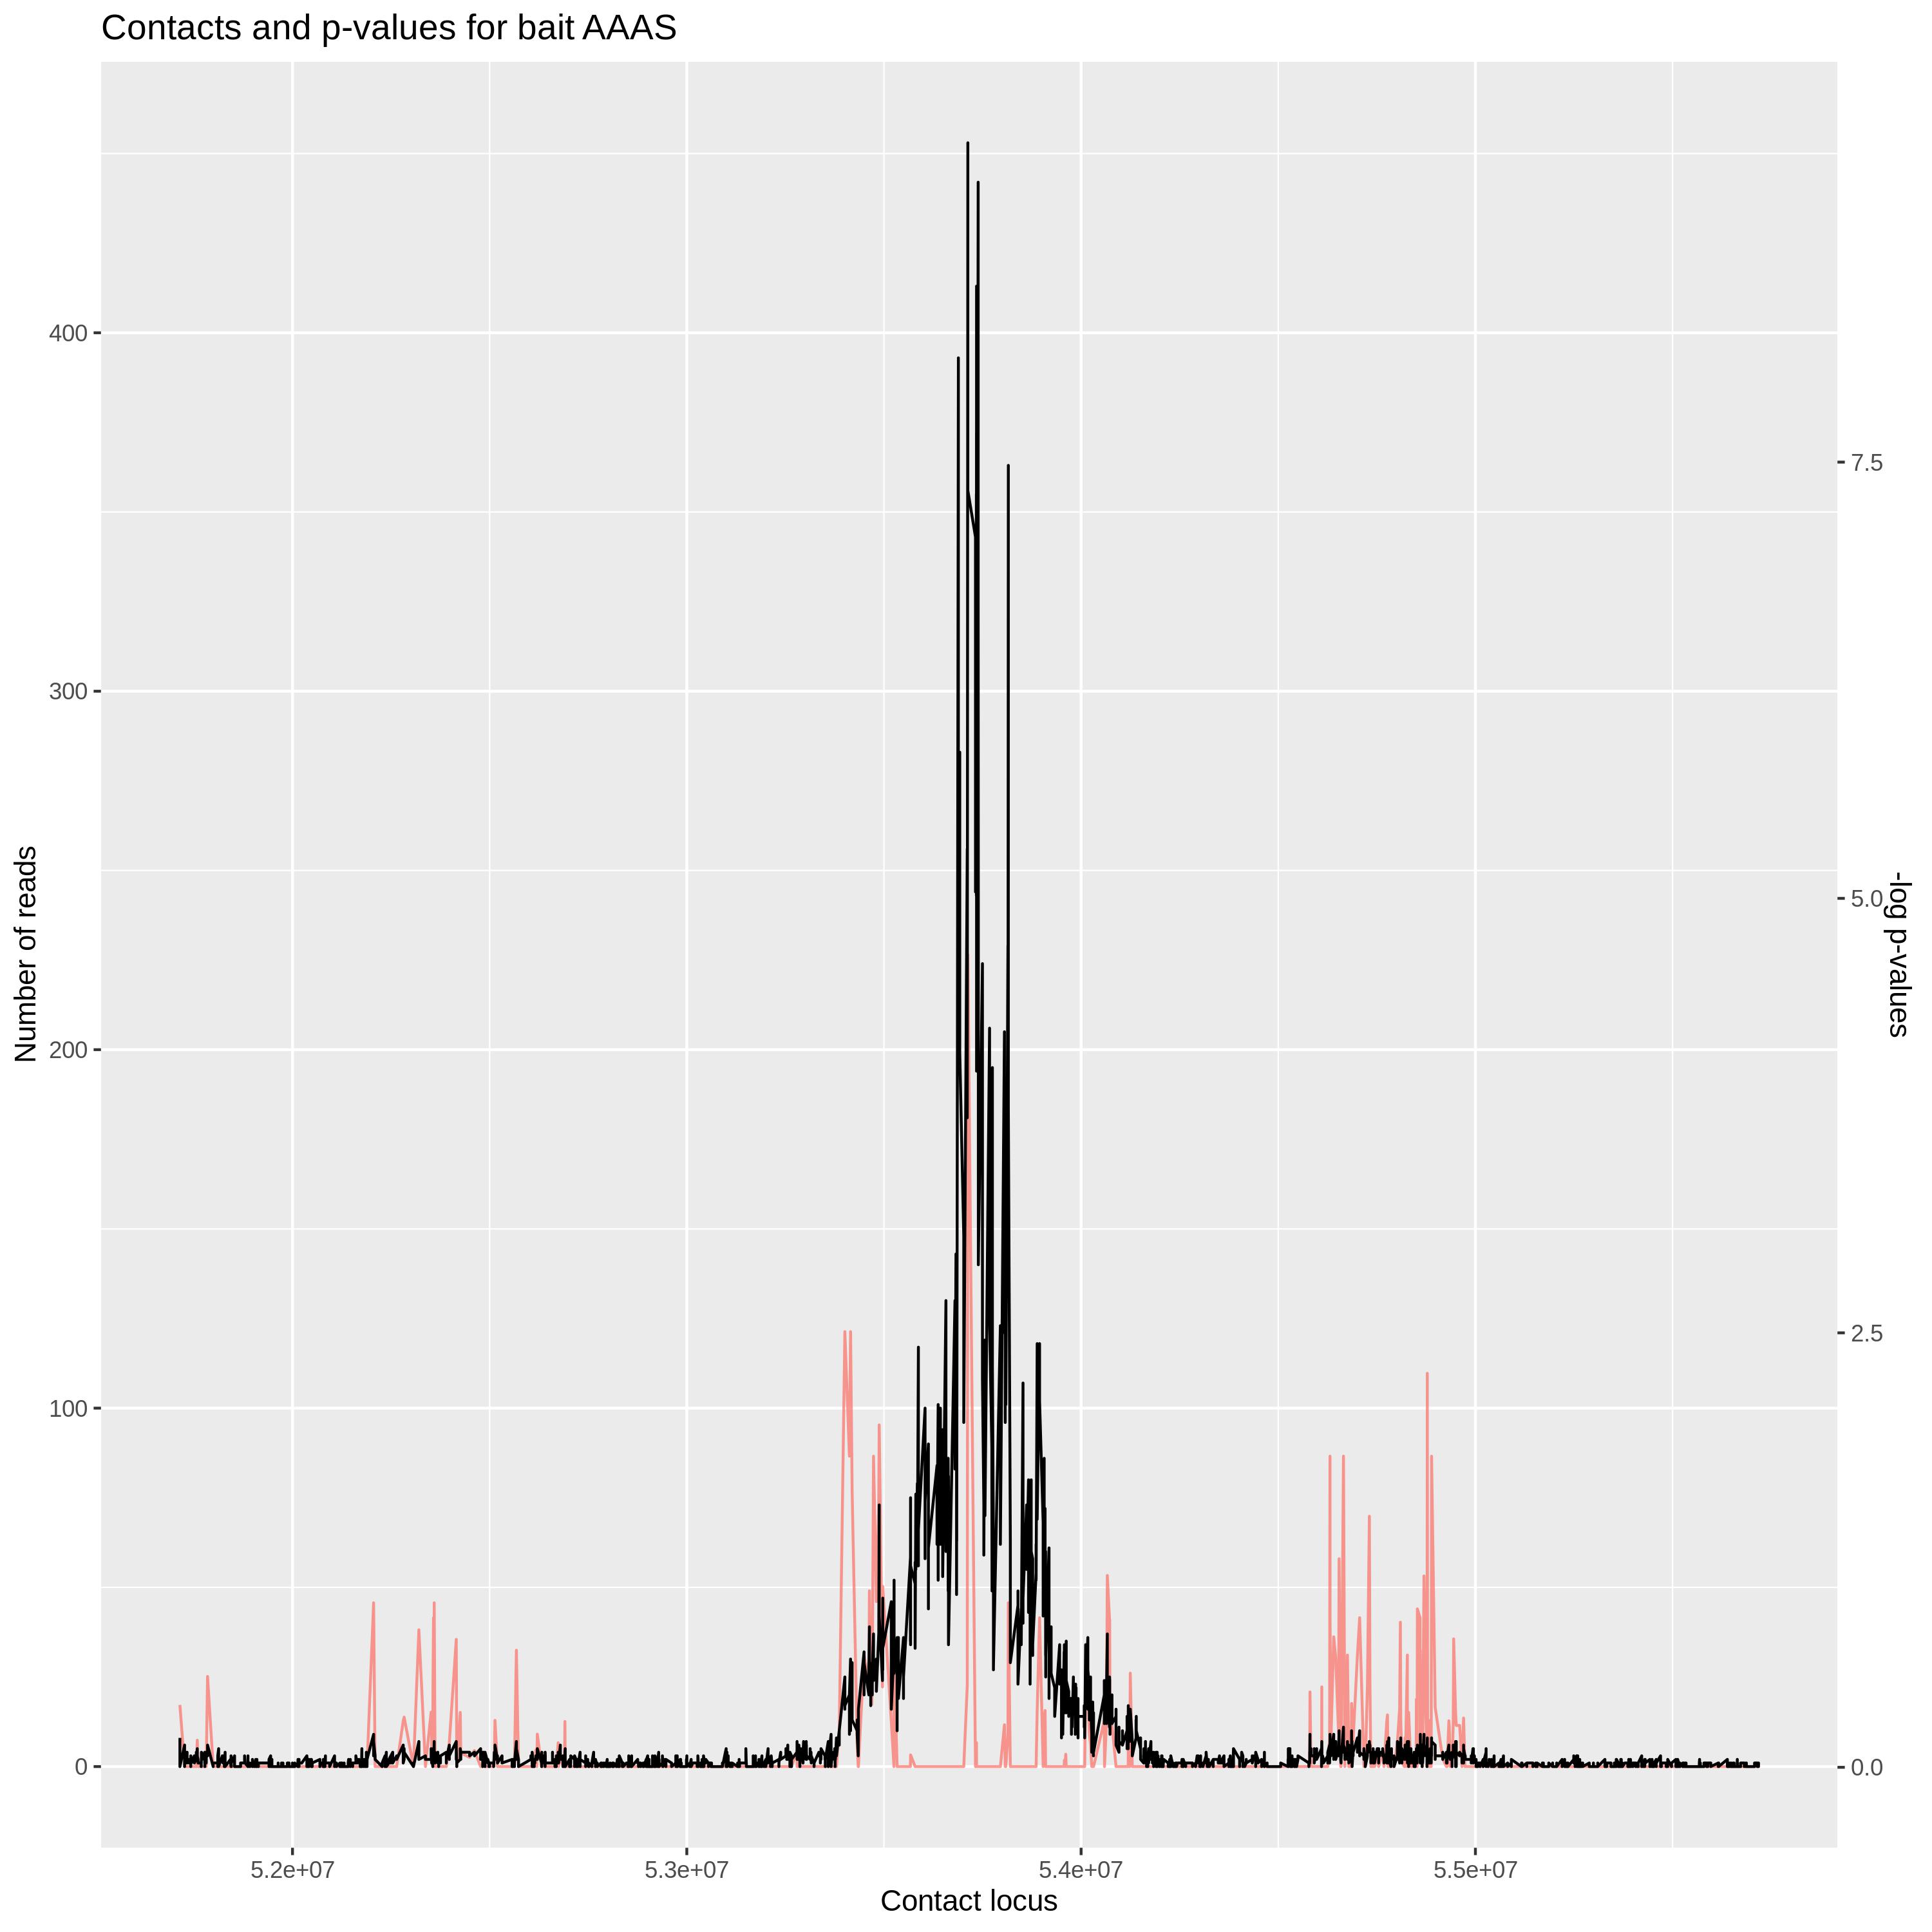 Contacts and p-values for bait AAAS
400
300
200
100
0
Number of reads
7.5
5.0
2.5
0.0
-log p-values
5.2e+07
5.3e+07
5.4e+07
5.5e+07
Contact locus